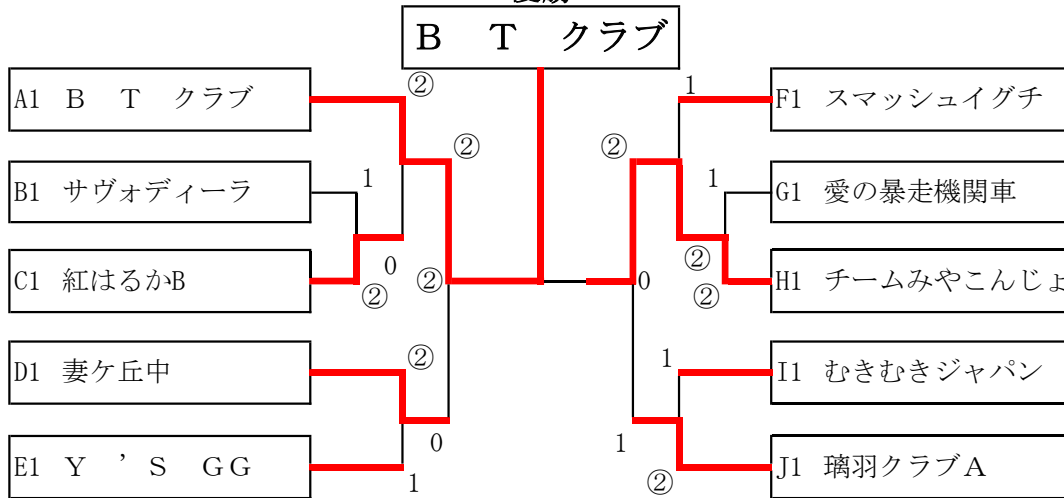 B T クラブ
A1 B T クラブ
②
1
F1 スマッシュイグチ
②
②
B1 サヴォディーラ
1
1
G1 愛の暴走機関車
C1 紅はるかB
②
0
②
0
②
②
H1 チームみやこんじょ
D1 妻ケ丘中
②
1
I1 むきむきジャパン
0
1
E1 Y ’S GG
1
②
J1 璃羽クラブA